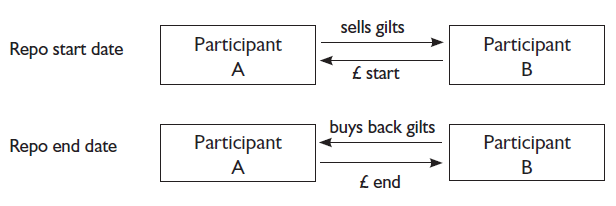 sells gilts
Repo start date
Participant
A
Participant
B
£ start
buys back gilts
Repo end date
Participant
A
Participant
B
£ end